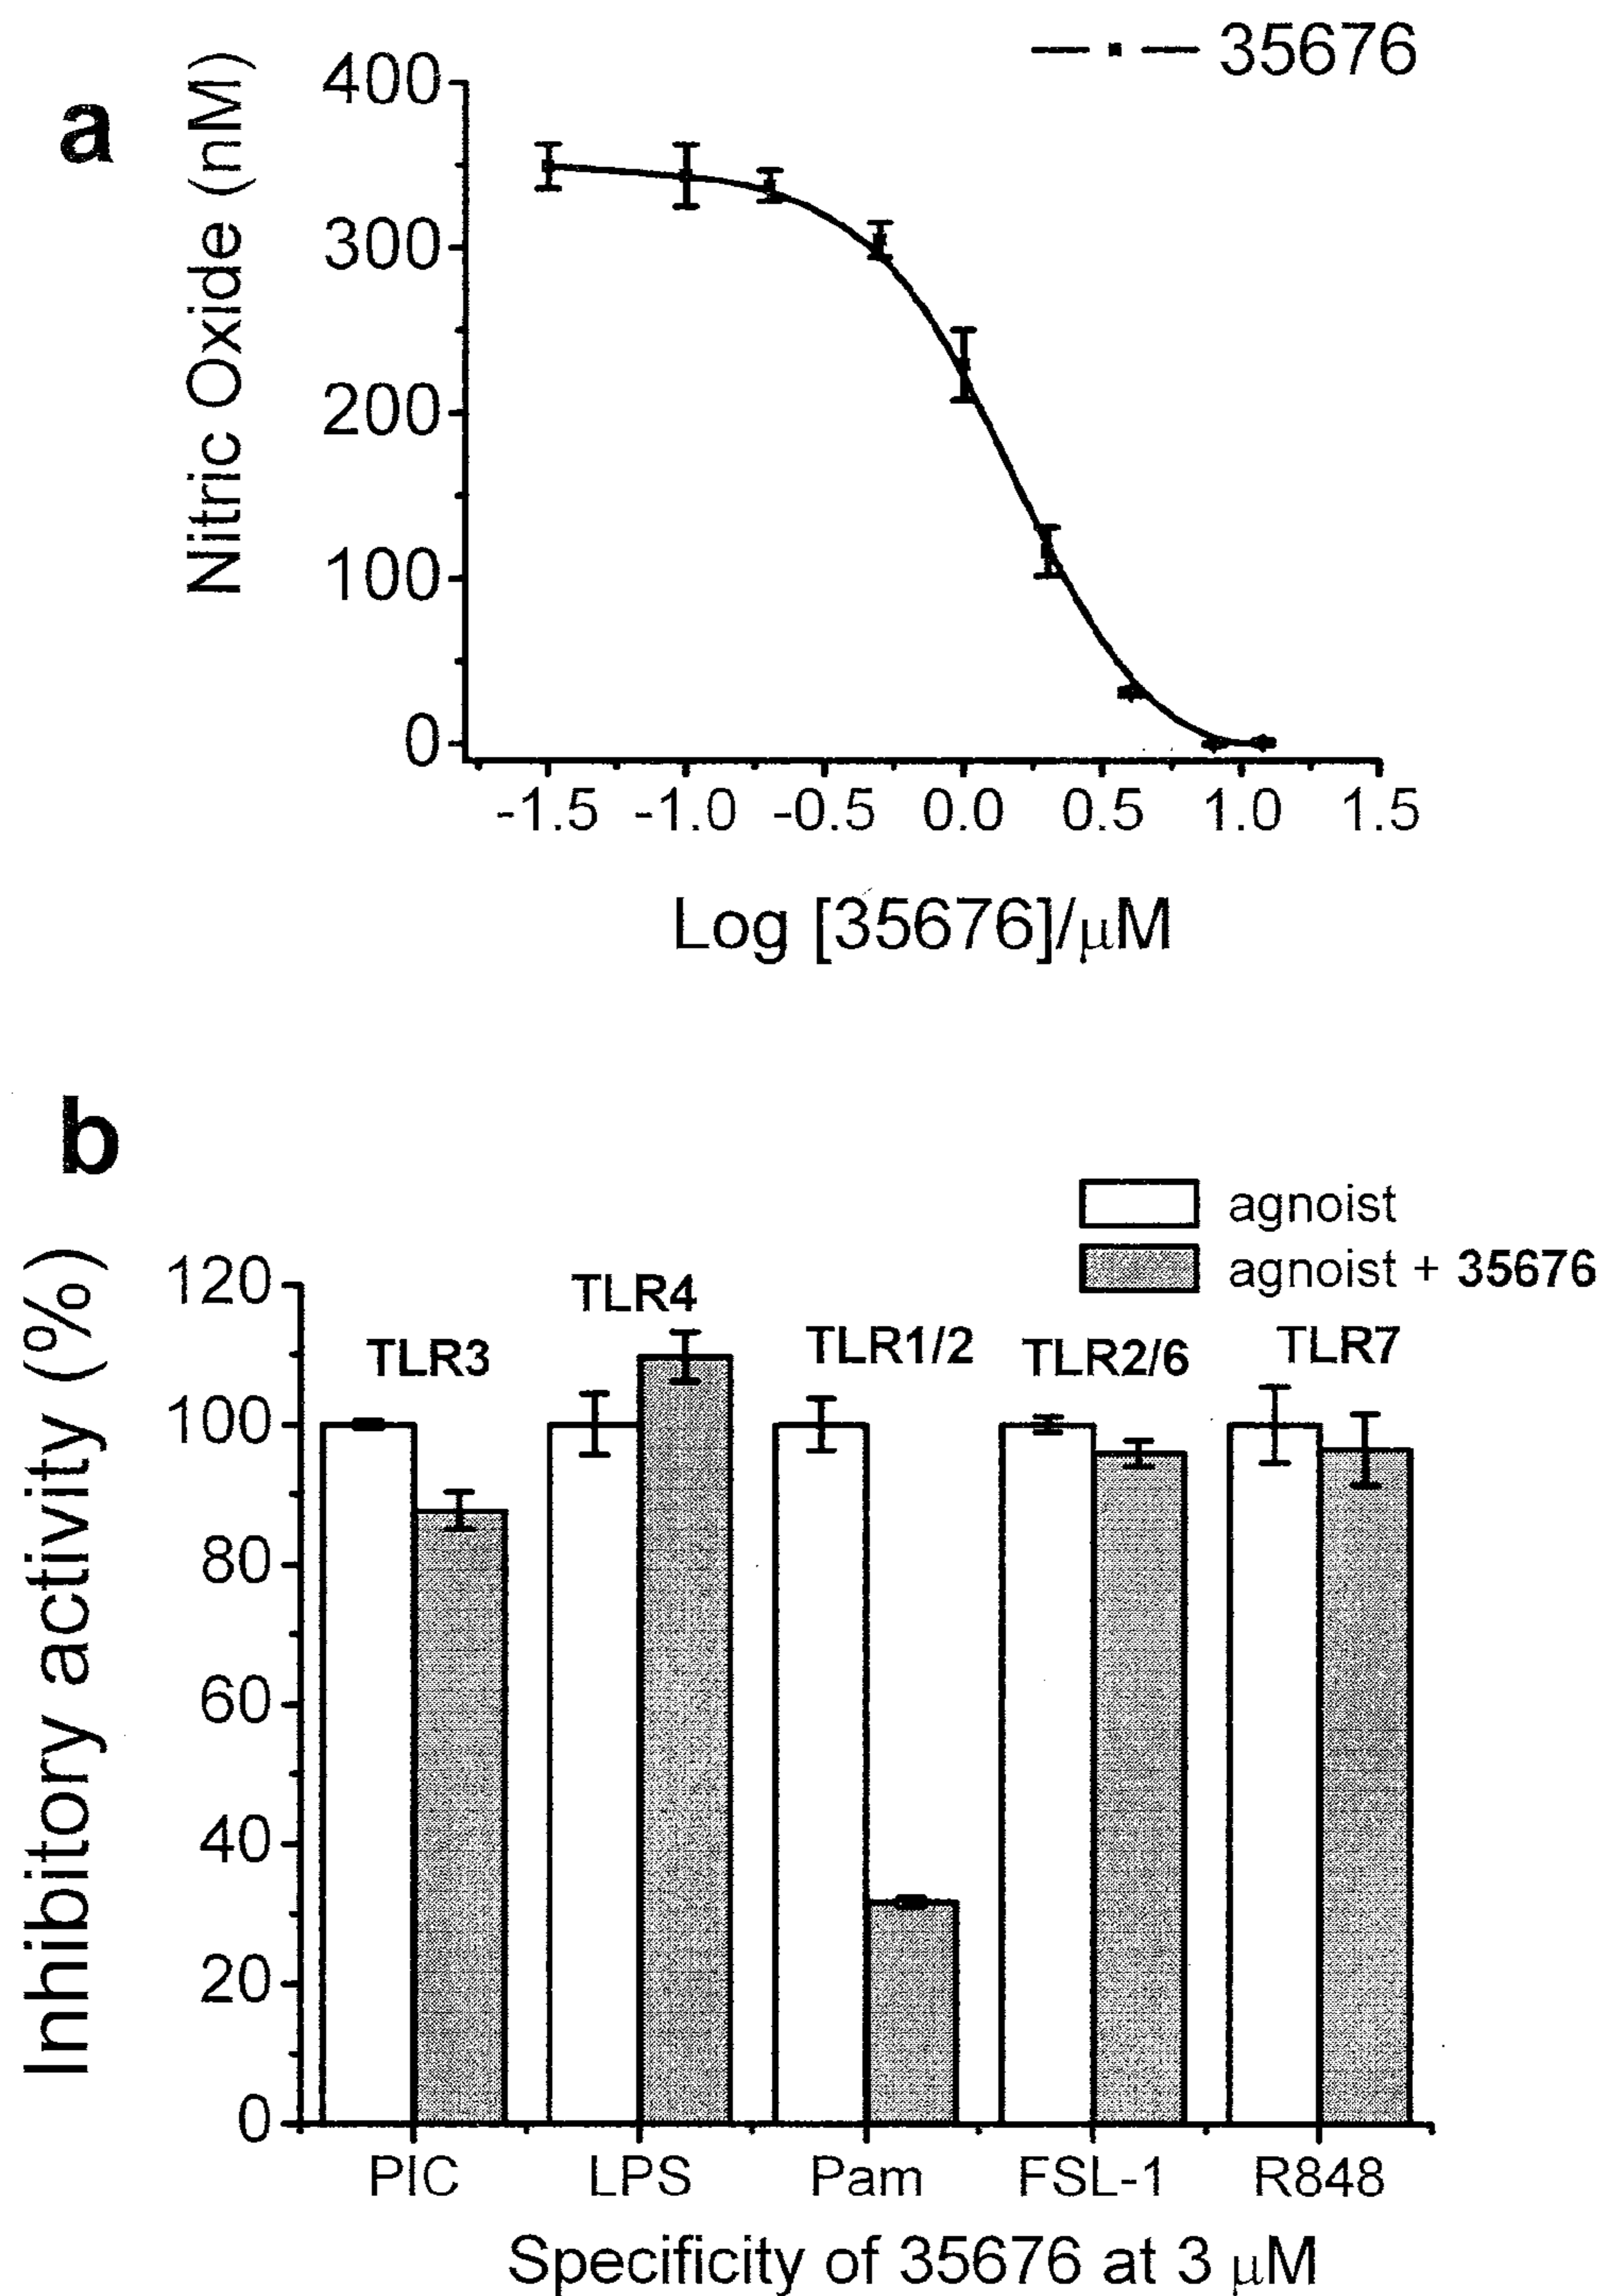 a
35676
Nitric Oxide (nM)
400
300
200
100
0
-1.5 -1.0 -0.5 0.0 0.5 1.0 1.5
Log [35676]/μM
b
agnoist
agnoist + 35676
Inhibitory activity (%)
120
100
80
60
40
20
0
TLR3 TLR4 TLR1/2 TLR2/6 TLR7
PIC LPS Pam FSL-1 R848
Specificity of 35676 at 3 μM